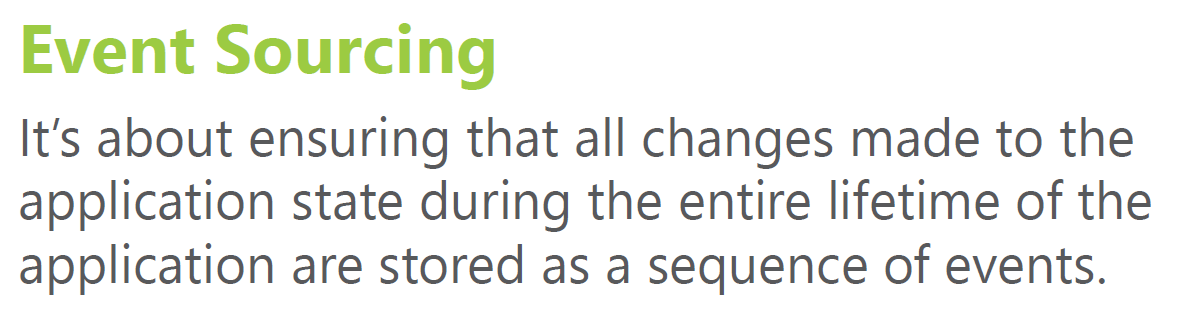 Event Sourcing
It’s about ensuring that all changes made to the
application state during the entire lifetime of the
application are stored as a sequence of events.